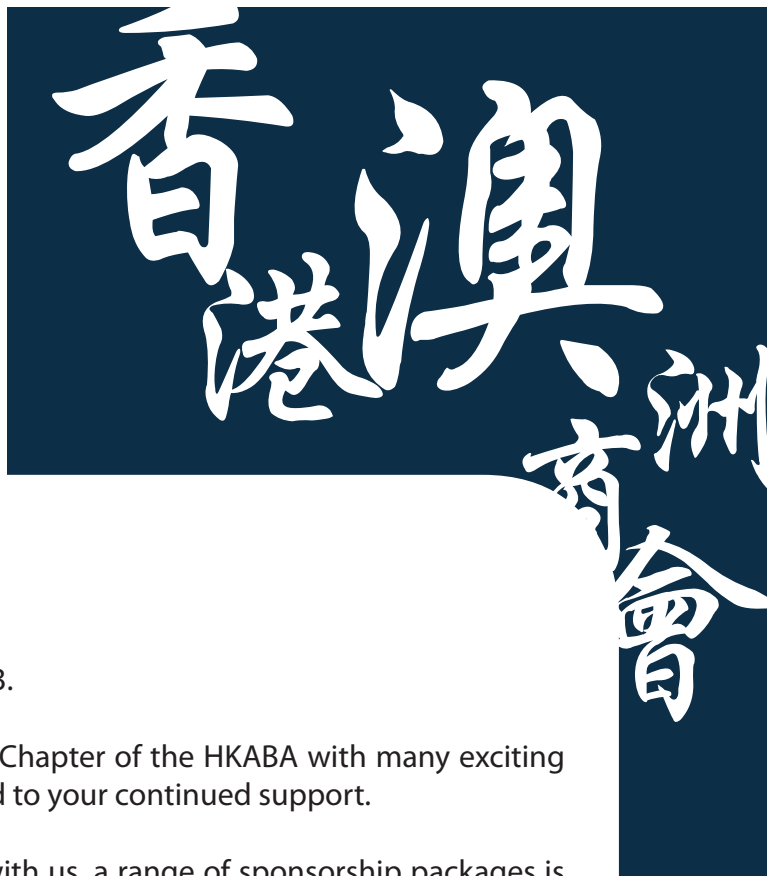 香港澳洲商會
3.
Chapter of the HKABA with many exciting
d to your continued support.
with us, a range of sponsorship packages is